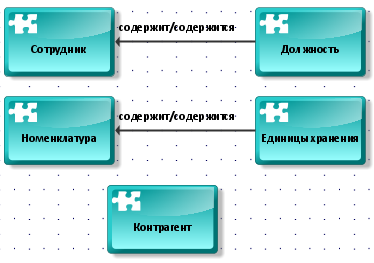 содержит/содержится
Сотрудник
Должность
содержит/содержится
Номенклатура
Единицы хранения
Контрагент